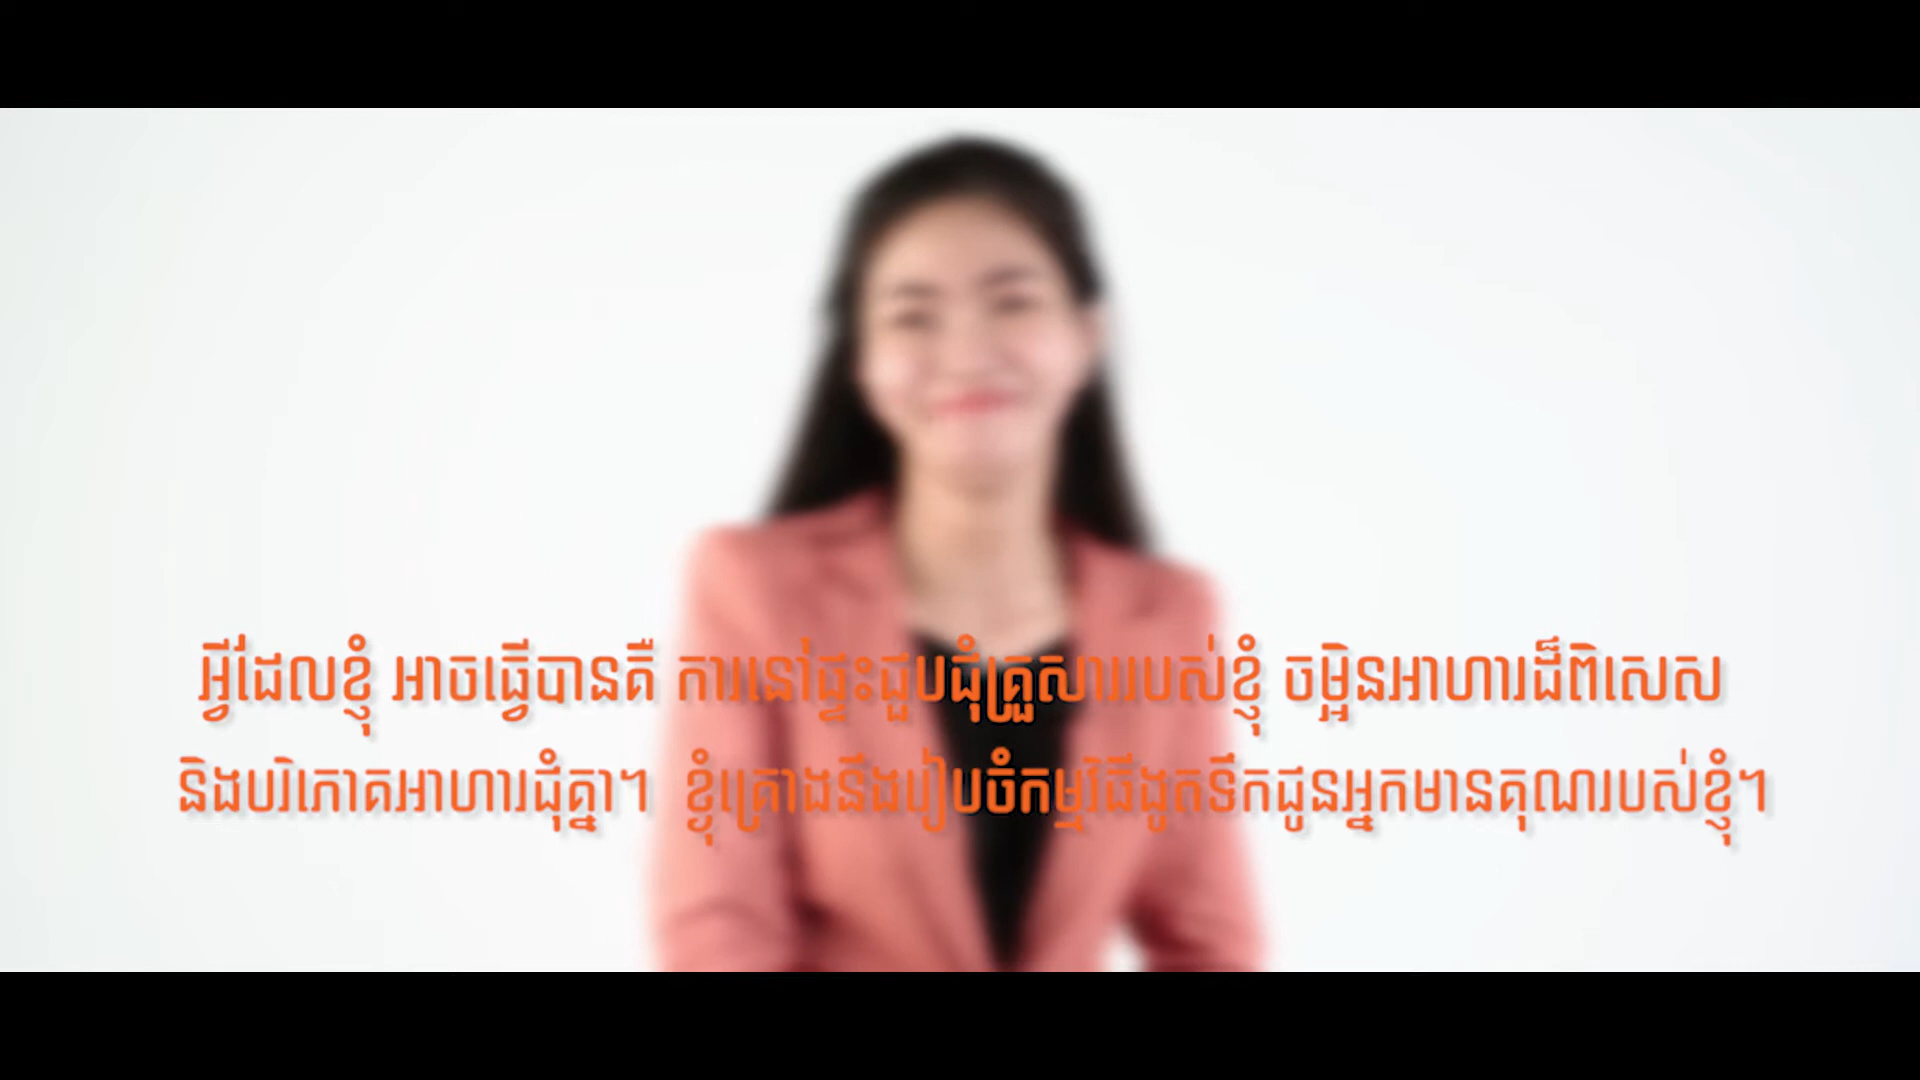 អ្វីដែលខ្ញុំ អាចធ្វើបានគឺ ការនៅផ្ទះជួបជុំគ្រួសាររបស់ខ្ញុំ ចម្អិនអាហារដ៏ពិសេស
និងបរិភោគអាហារជុំគ្នា។ ខ្ញុំគ្រោងនឹងរៀបចំកម្មវិធីងូតទឹកជូនអ្នកមានគុណរបស់ខ្ញុំ។